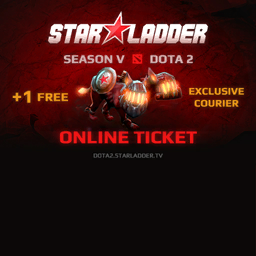 STAR LADDER
SEASON V DOTA 2
+1 FREE
EXCLUSIVE
COURIER
ONLINE TICKET
DOTA2.STARLADDER.TV